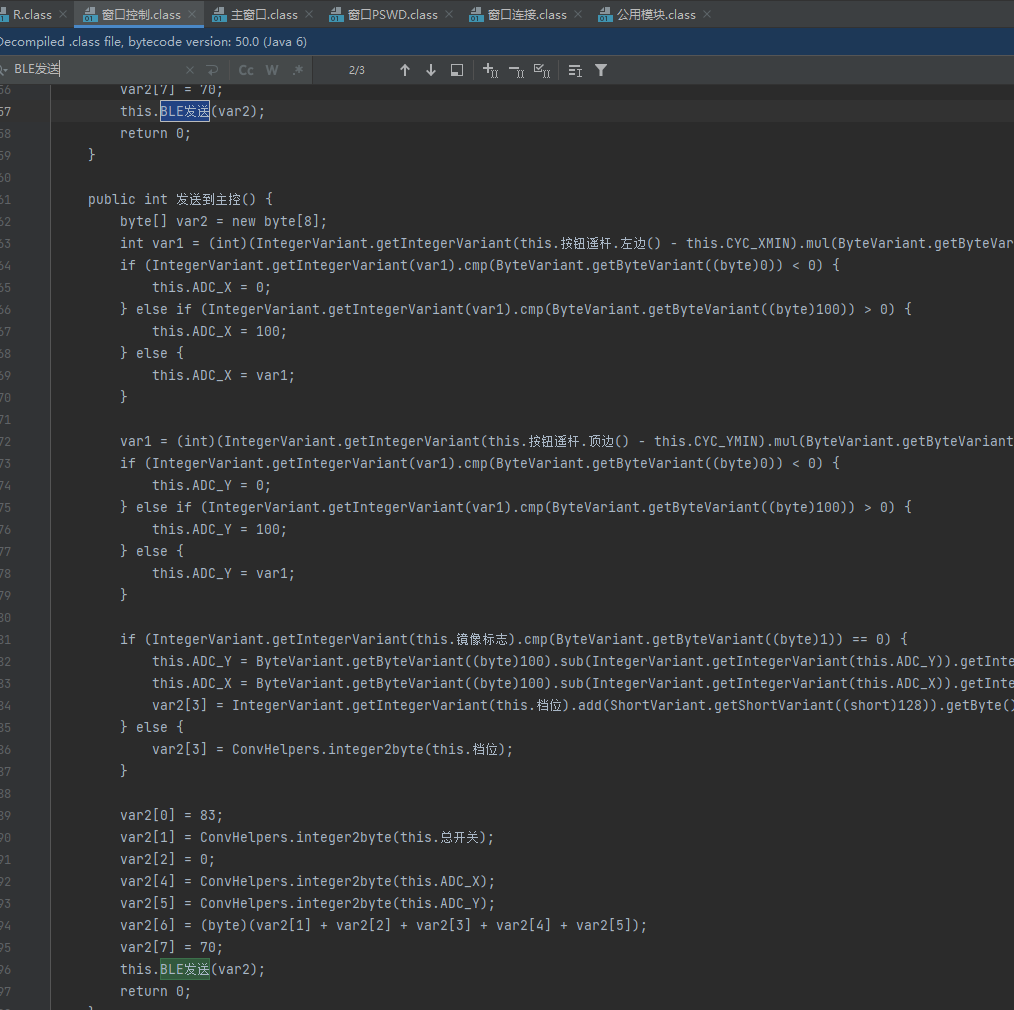 R.class 窗口控制.class 主窗口.class 窗口PSWD.class 窗口连接.class 公用模块.class
Decompiled .class file, bytecode version: 50.0 (Java 6)
BLE发送 Cc W .* 2/3
56 var2[7] = 70;
57 this.BLE发送(var2);
58 return 0;
59 }
60
61 public int 发送到主控() {
62 byte[] var2 = new byte[8];
63 int var1 = (int)(IntegerVariant.getIntegerVariant(this.按钮遥杆.左边() - this.CYC_XMIN).mul(ByteVariant.getByteVar
64 if (IntegerVariant.getIntegerVariant(var1).cmp(ByteVariant.getByteVariant((byte)0)) < 0) {
65 this.ADC_X = 0;
66 } else if (IntegerVariant.getIntegerVariant(var1).cmp(ByteVariant.getByteVariant((byte)100)) > 0) {
67 this.ADC_X = 100;
68 } else {
69 this.ADC_X = var1;
70 }
71
72 var1 = (int)(IntegerVariant.getIntegerVariant(this.按钮遥杆.顶边() - this.CYC_YMIN).mul(ByteVariant.getByteVariant
73 if (IntegerVariant.getIntegerVariant(var1).cmp(ByteVariant.getByteVariant((byte)0)) < 0) {
74 this.ADC_Y = 0;
75 } else if (IntegerVariant.getIntegerVariant(var1).cmp(ByteVariant.getByteVariant((byte)100)) > 0) {
76 this.ADC_Y = 100;
77 } else {
78 this.ADC_Y = var1;
79 }
80
81 if (IntegerVariant.getIntegerVariant(this.镜像标志).cmp(ByteVariant.getByteVariant((byte)1)) == 0) {
82 this.ADC_Y = ByteVariant.getByteVariant((byte)100).sub(IntegerVariant.getIntegerVariant(this.ADC_Y)).getInte
83 this.ADC_X = ByteVariant.getByteVariant((byte)100).sub(IntegerVariant.getIntegerVariant(this.ADC_X)).getInte
84 var2[3] = IntegerVariant.getIntegerVariant(this.档位).add(ShortVariant.getShortVariant((short)128)).getByte()
85 } else {
86 var2[3] = ConvHelpers.integer2byte(this.档位);
87 }
88
89 var2[0] = 83;
90 var2[1] = ConvHelpers.integer2byte(this.总开关);
91 var2[2] = 0;
92 var2[4] = ConvHelpers.integer2byte(this.ADC_X);
93 var2[5] = ConvHelpers.integer2byte(this.ADC_Y);
94 var2[6] = (byte)(var2[1] + var2[2] + var2[3] + var2[4] + var2[5]);
95 var2[7] = 70;
96 this.BLE发送(var2);
97 return 0;